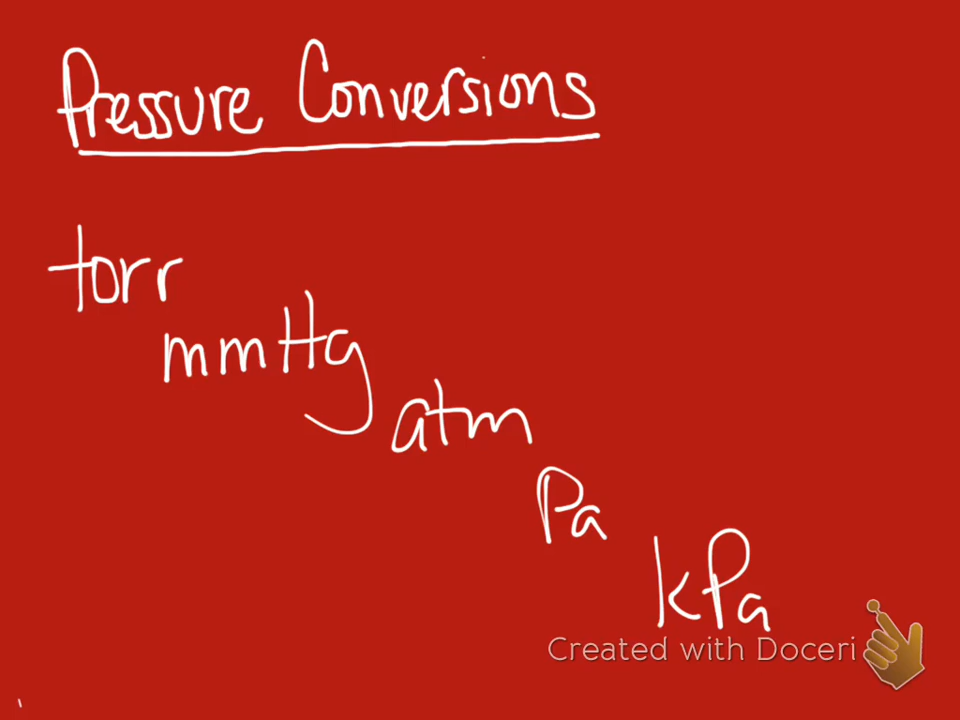 Pressure Conversions
torr
mmHg
atm
Pa
kPa
Created with Doceri